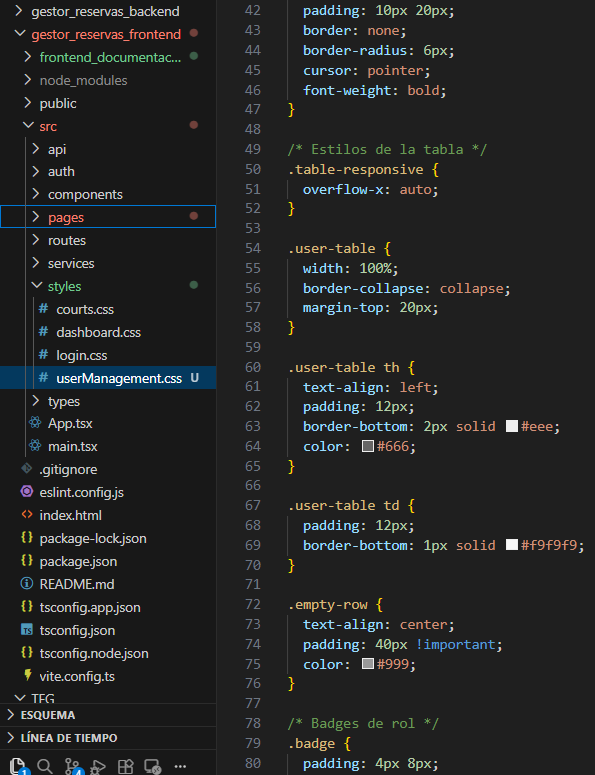 gestor_reservas_backend
gestor_reservas_frontend
frontend_documentac...
node_modules
public
src
api
auth
components
pages
routes
services
styles
# courts.css
# dashboard.css
# login.css
# userManagement.css U
types
App.tsx
main.tsx
.gitignore
eslint.config.js
<> index.html
{} package-lock.json
{} package.json
README.md
{} tsconfig.app.json
TS tsconfig.json
{} tsconfig.node.json
vite.config.ts
TFG
ESQUEMA
LÍNEA DE TIEMPO
1
4
42 padding: 10px 20px;
43 border: none;
44 border-radius: 6px;
45 cursor: pointer;
46 font-weight: bold;
47 }
48
49 /* Estilos de la tabla */
50 .table-responsive {
51 overflow-x: auto;
52 }
53
54 .user-table {
55 width: 100%;
56 border-collapse: collapse;
57 margin-top: 20px;
58 }
59
60 .user-table th {
61 text-align: left;
62 padding: 12px;
63 border-bottom: 2px solid #eee;
64 color: #666;
65 }
66
67 .user-table td {
68 padding: 12px;
69 border-bottom: 1px solid #f9f9f9;
70 }
71
72 .empty-row {
73 text-align: center;
74 padding: 40px !important;
75 color: #999;
76 }
77
78 /* Badges de rol */
79 .badge {
80 padding: 4px 8px;